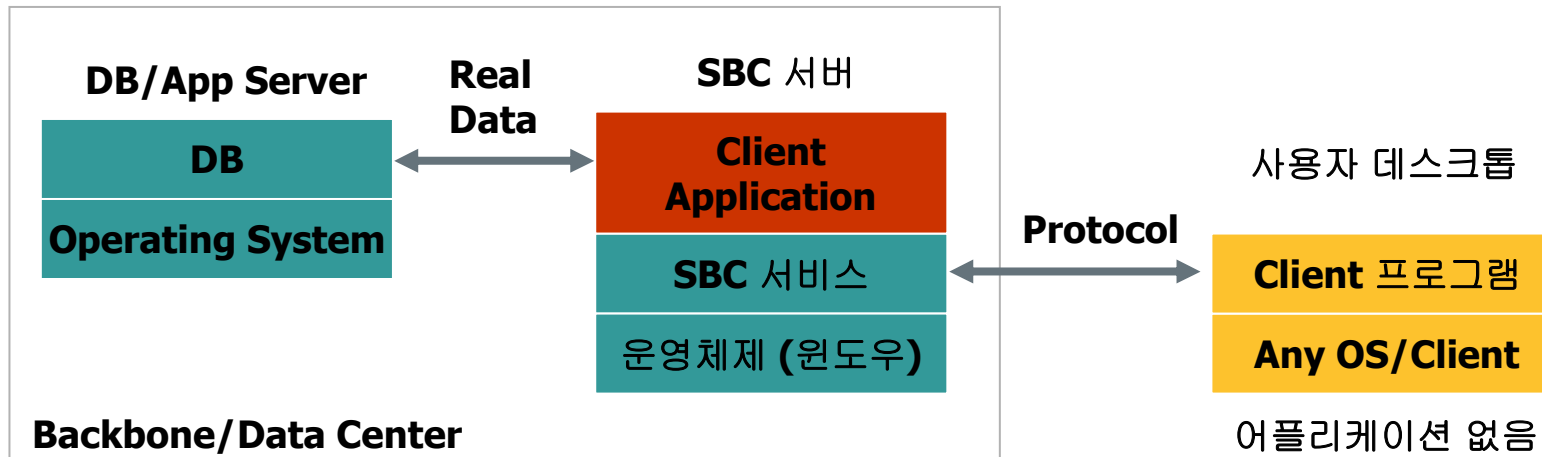 DB/App Server
DB
Operating System
Real
Data
SBC 서버
Client
Application
SBC 서비스
운영체제 (윈도우)
Backbone/Data Center
Protocol
사용자 데스크톱
Client 프로그램
Any OS/Client
어플리케이션 없음